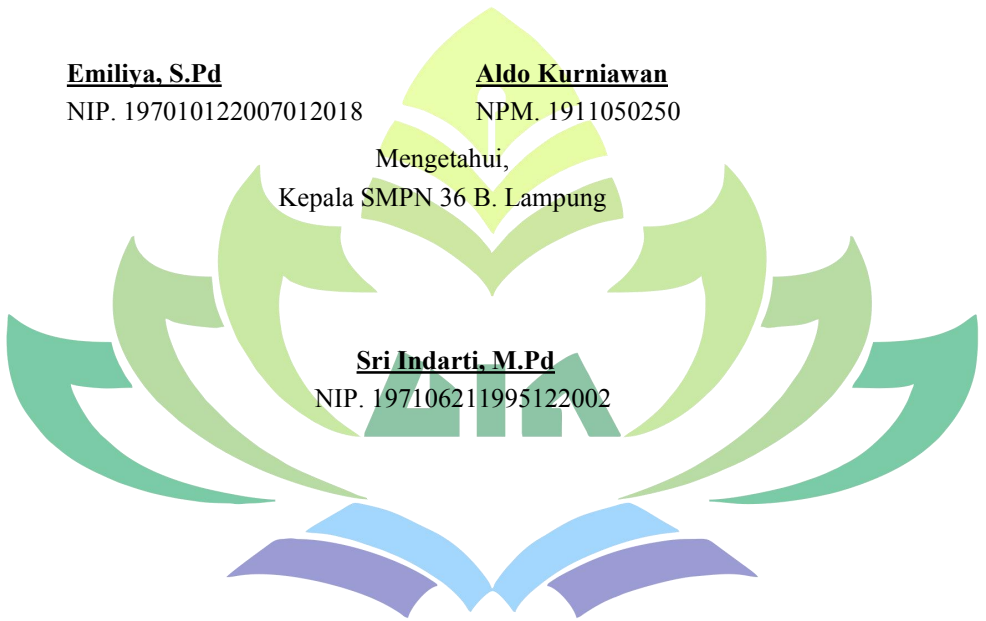 Emiliya, S.Pd Aldo Kurniawan
NIP. 197010122007012018 NPM. 1911050250
Mengetahui,
Kepala SMPN 36 B. Lampung
Sri Indarti, M.Pd
NIP. 197106211995122002